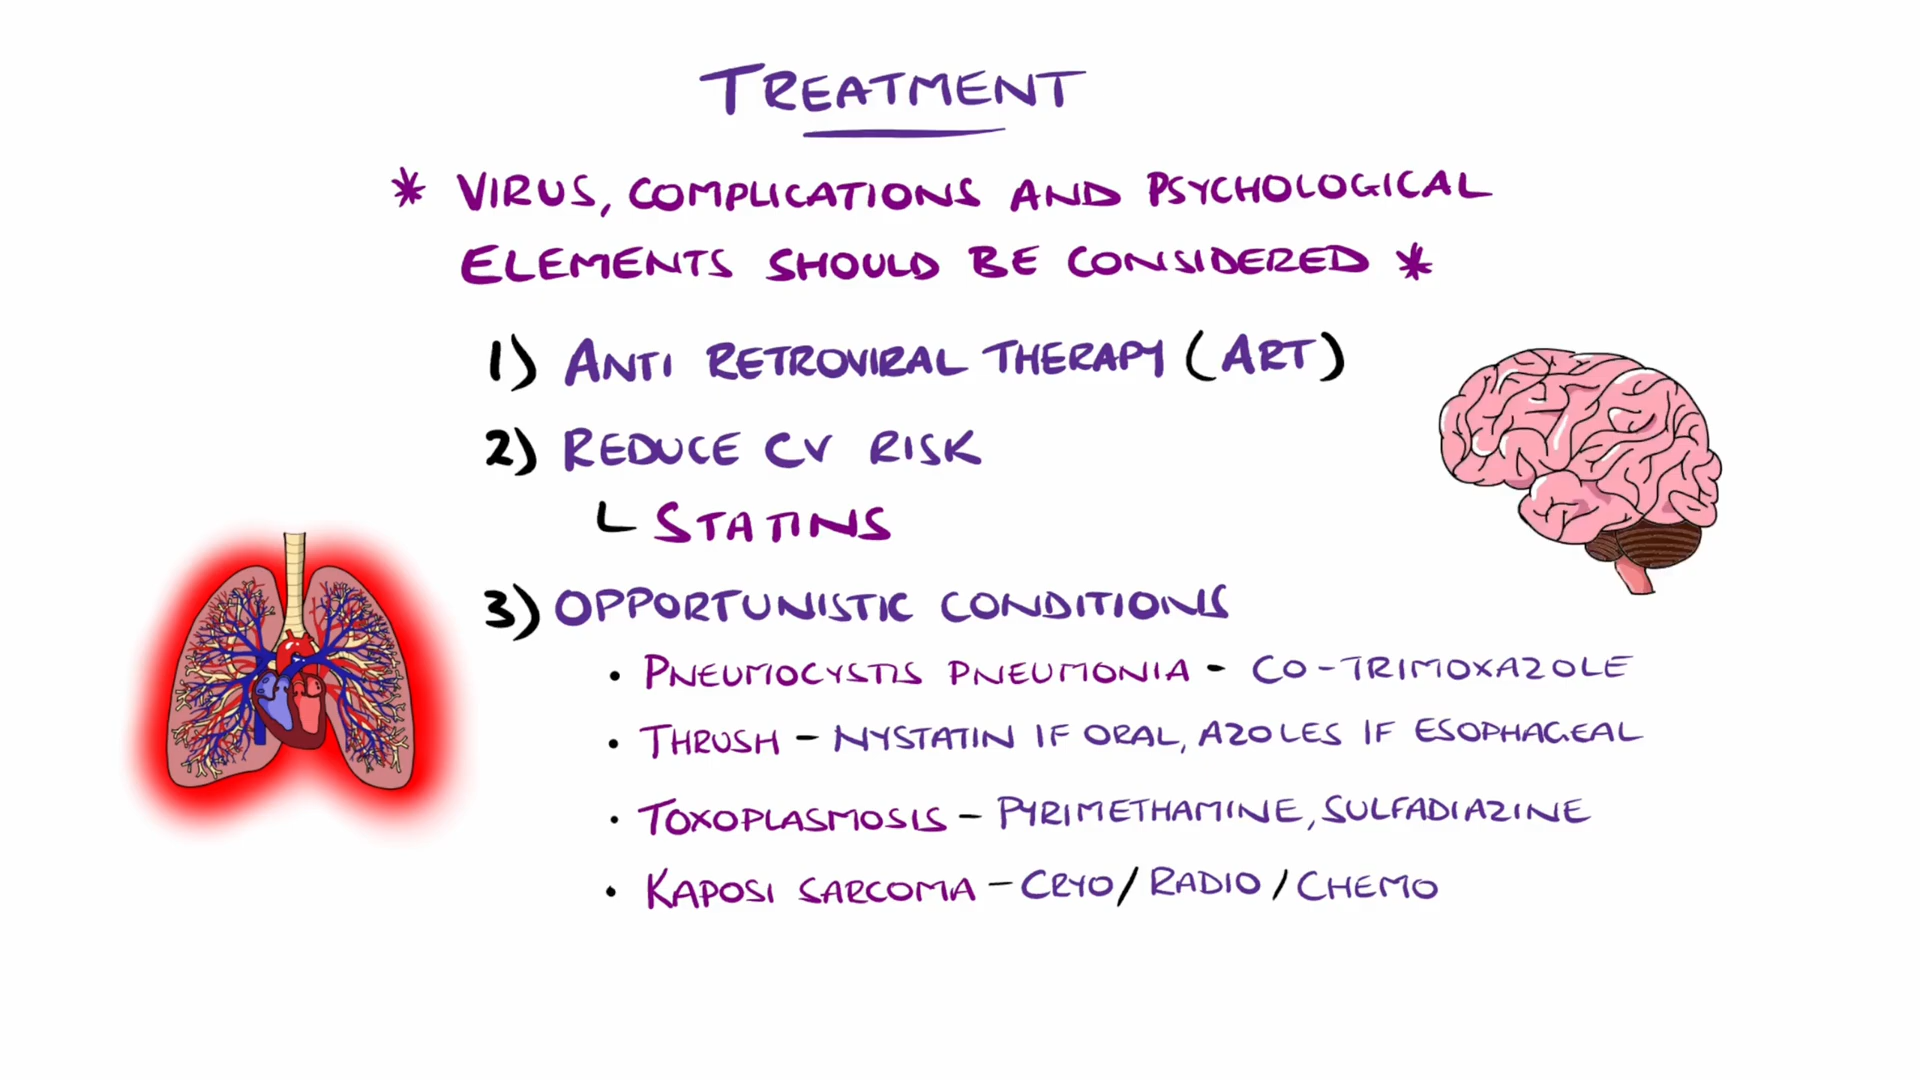 TREATMENT
* VIRUS, COMPLICATIONS AND PSYCHOLOGICAL
ELEMENTS SHOULD BE CONSIDERED *
1) ANTI RETROVIRAL THERAPY (ART)
2) REDUCE CV RISK
└ STATINS
3) OPPORTUNISTIC CONDITIONS
• PNEUMOCYSTIS PNEUMONIA - CO-TRIMOXAZOLE
• THRUSH - NYSTATIN IF ORAL, AZOLES IF ESOPHAGEAL
• TOXOPLASMOSIS - PYRIMETHAMINE, SULFADIAZINE
• KAPOSI SARCOMA - CRYO/RADIO/CHEMO